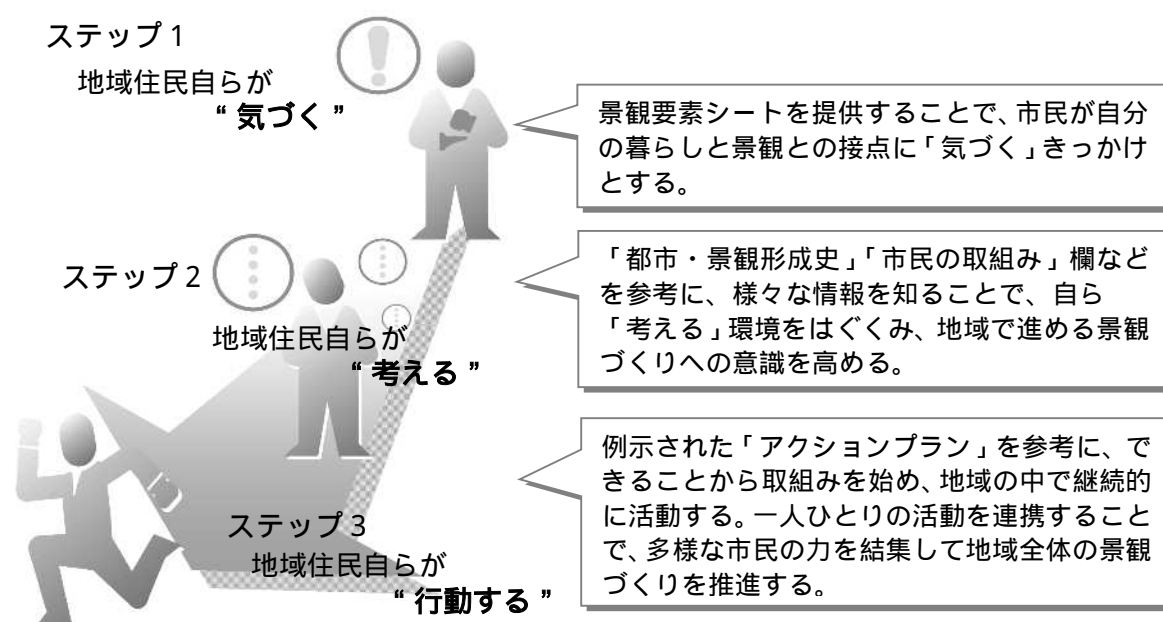 ステップ1
地域住民自らが
“気づく”
景観要素シートを提供することで、市民が自分
の暮らしと景観との接点に「気づく」きっかけ
とする。
ステップ2
地域住民自らが
“考える”
「都市・景観形成史」「市民の取組み」欄など
を参考に、様々な情報を知ることで、自ら
「考える」環境をはぐくみ、地域で進める景観
づくりへの意識を高める。
ステップ3
地域住民自らが
“行動する”
例示された「アクションプラン」を参考に、で
きることから取組みを始め、地域の中で継続的
に活動する。一人ひとりの活動を連携すること
で、多様な市民の力を結集して地域全体の景観
づくりを推進する。